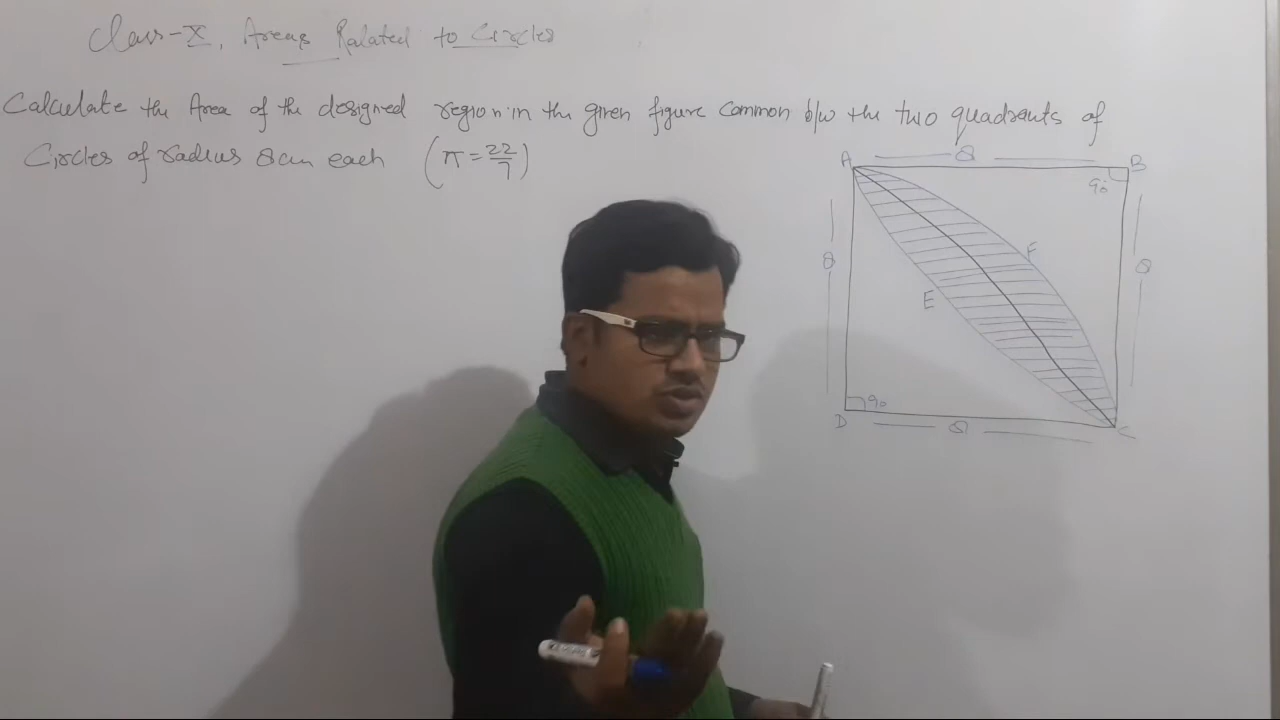 Class-X, Areas Ralated to Circles
Calculate the Area of the designed region in the given figure common b/w the two quadrants of
Circles of radius 8cm each (π = 22/7)
A 8 B
90
8 F 8
E
90
D 8 C